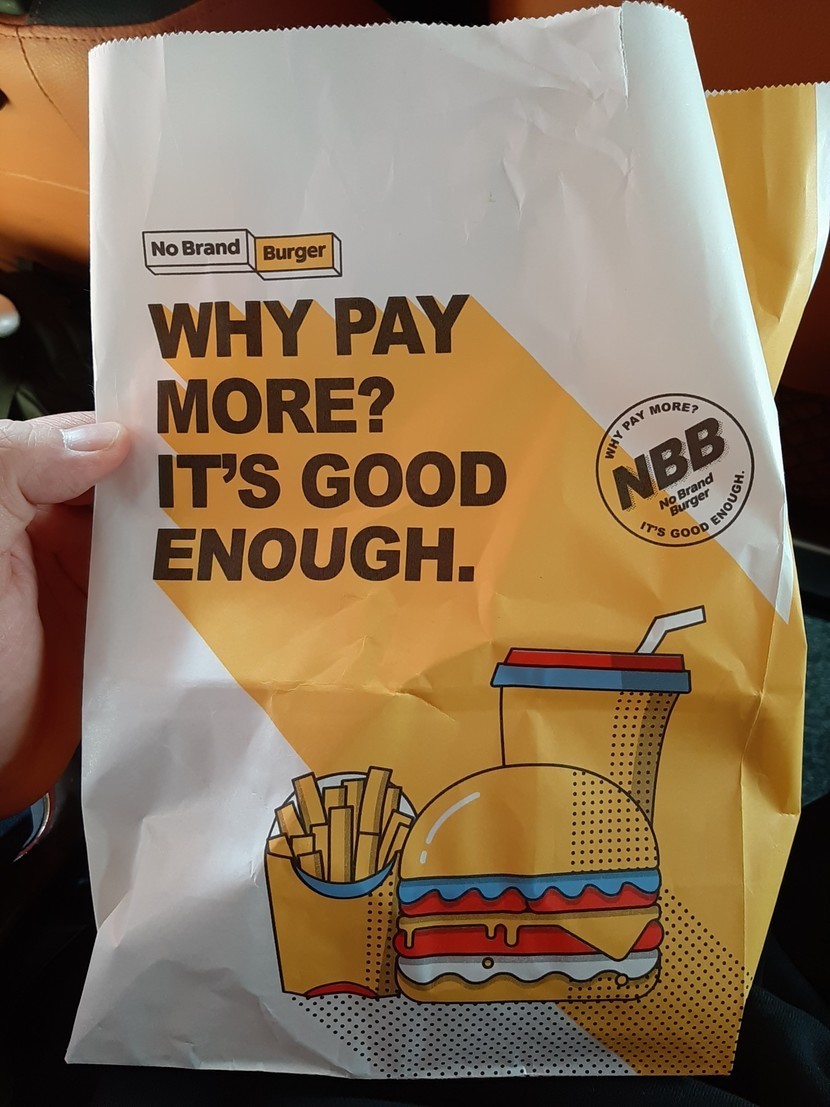 No Brand Burger
WHY PAY
MORE?
IT'S GOOD
ENOUGH.
WHY PAY MORE?
NBB
No Brand
Burger
IT'S GOOD ENOUGH.